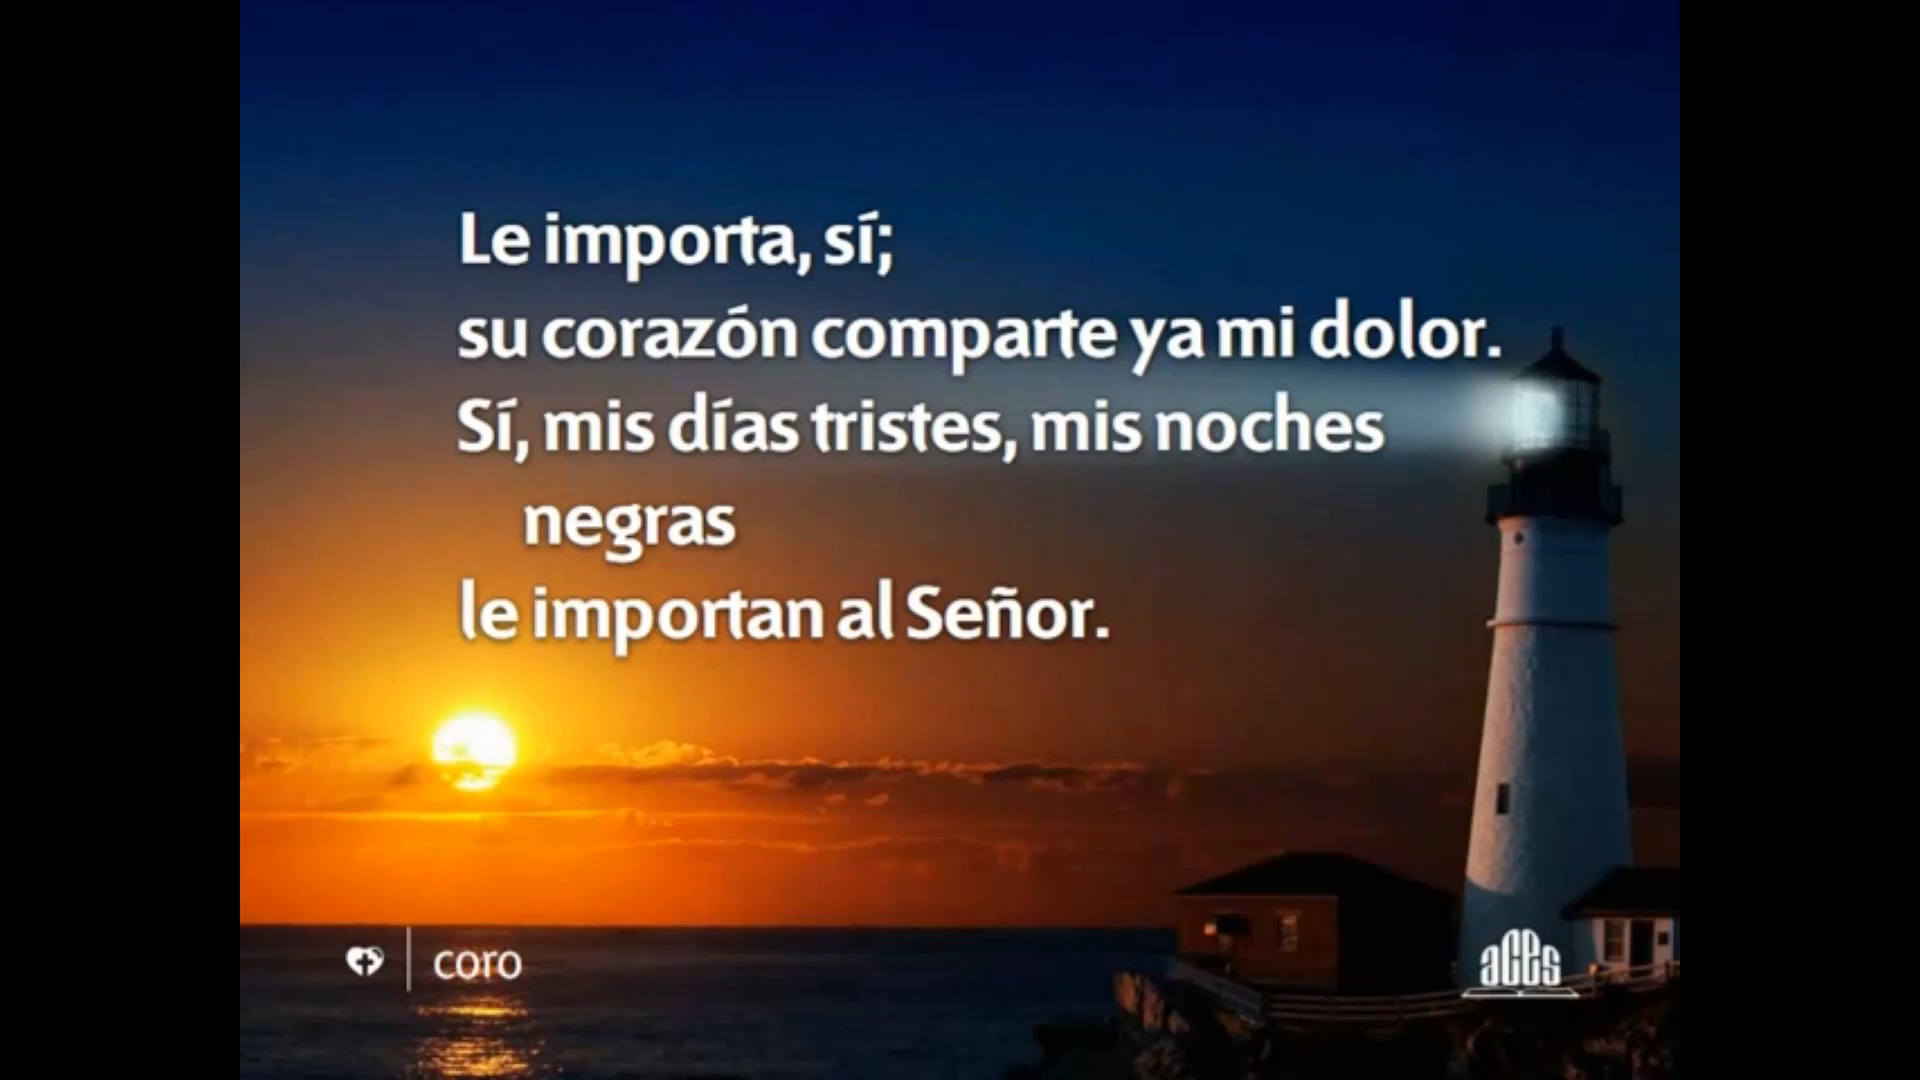 Le importa, sí;
su corazón comparte ya mi dolor.
Sí, mis días tristes, mis noches
negras
le importan al Señor.
coro
aces